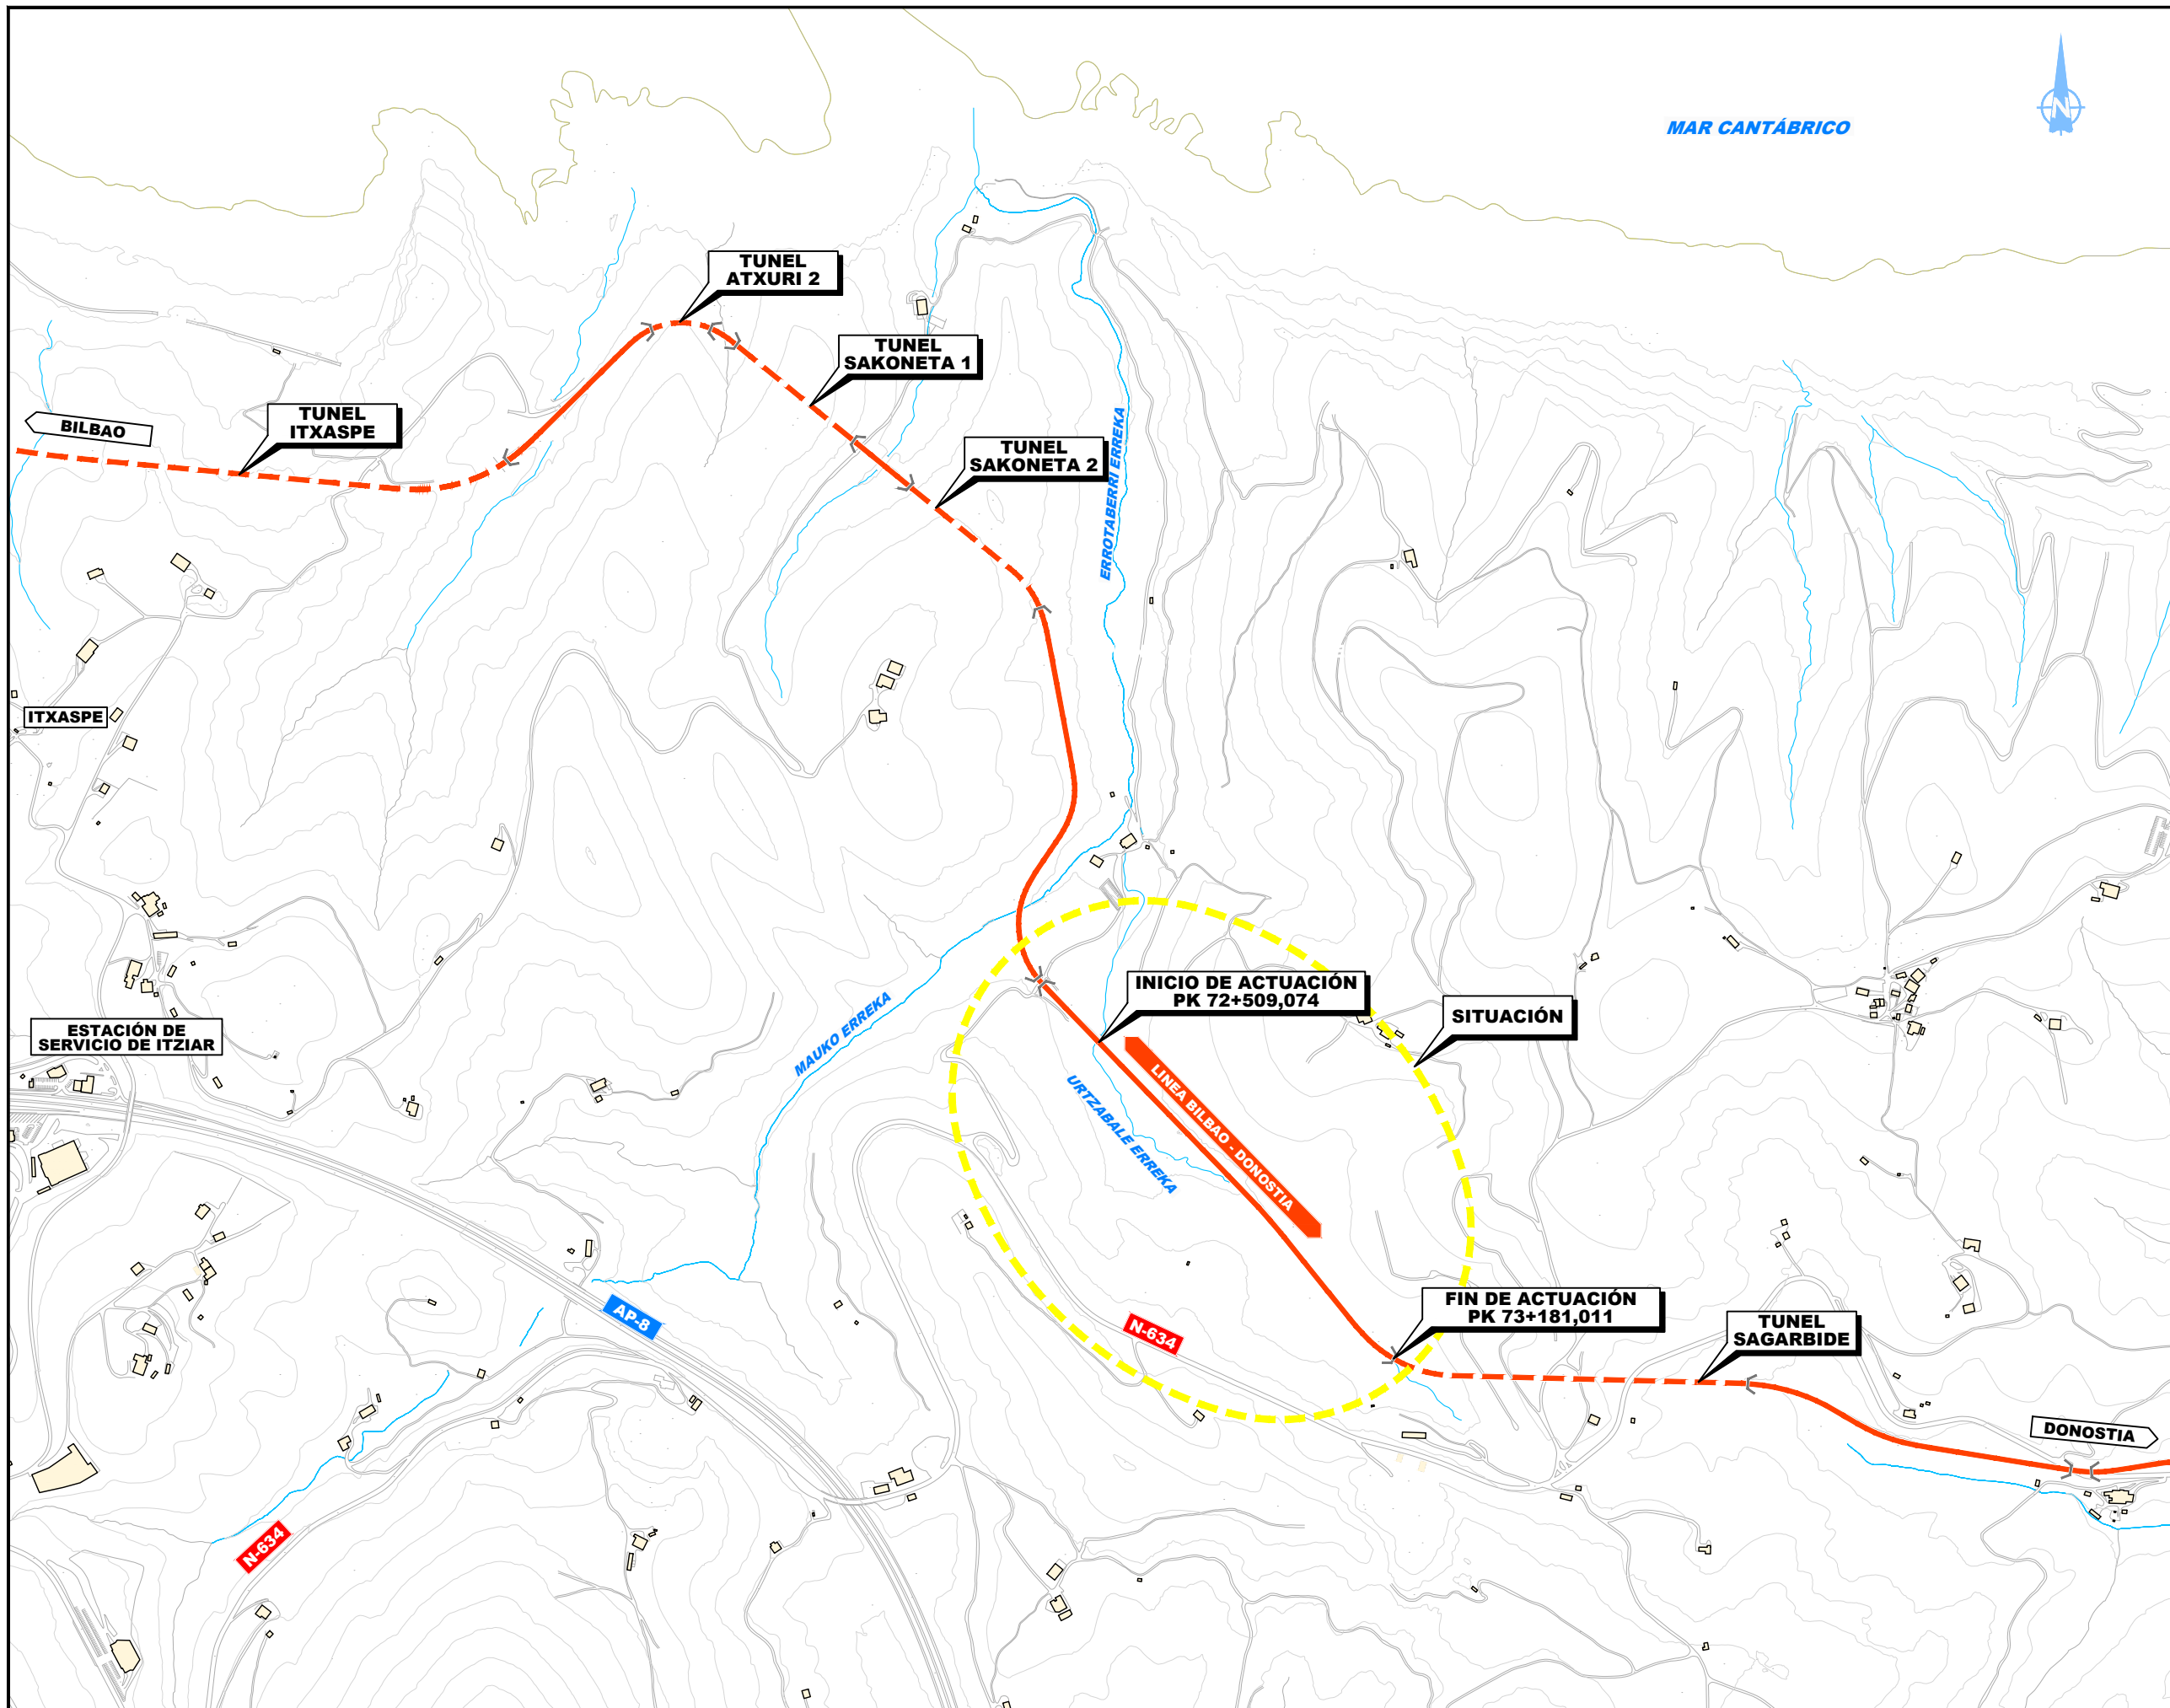 MAR CANTÁBRICO
N
TUNEL
ATXURI 2
TUNEL
SAKONETA 1
TUNEL
ITXASPE
BILBAO
TUNEL
SAKONETA 2
ERROTABERRI ERREKA
ITXASPE
INICIO DE ACTUACIÓN
PK 72+509,074
SITUACIÓN
ESTACIÓN DE
SERVICIO DE ITZIAR
MAUKO ERREKA
URTZABALE ERREKA
LINEA BILBAO - DONOSTIA
AP-8
N-634
FIN DE ACTUACIÓN
PK 73+181,011
TUNEL
SAGARBIDE
DONOSTIA
N-634